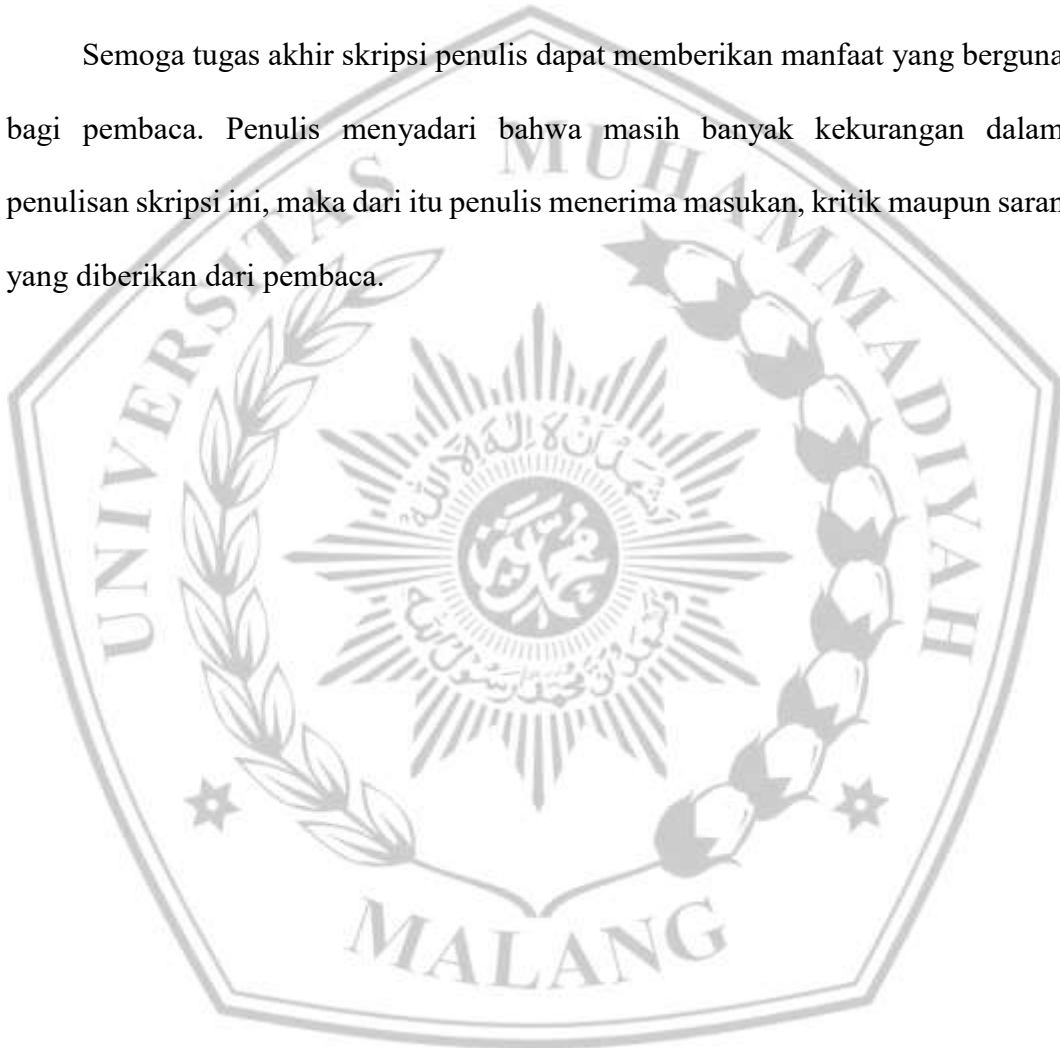 Semoga tugas akhir skripsi penulis dapat memberikan manfaat yang berguna
bagi pembaca. Penulis menyadari bahwa masih banyak kekurangan dalam
penulisan skripsi ini, maka dari itu penulis menerima masukan, kritik maupun saran
yang diberikan dari pembaca.
UNIVERSITAS MUHAMMADIYAH
MALANG